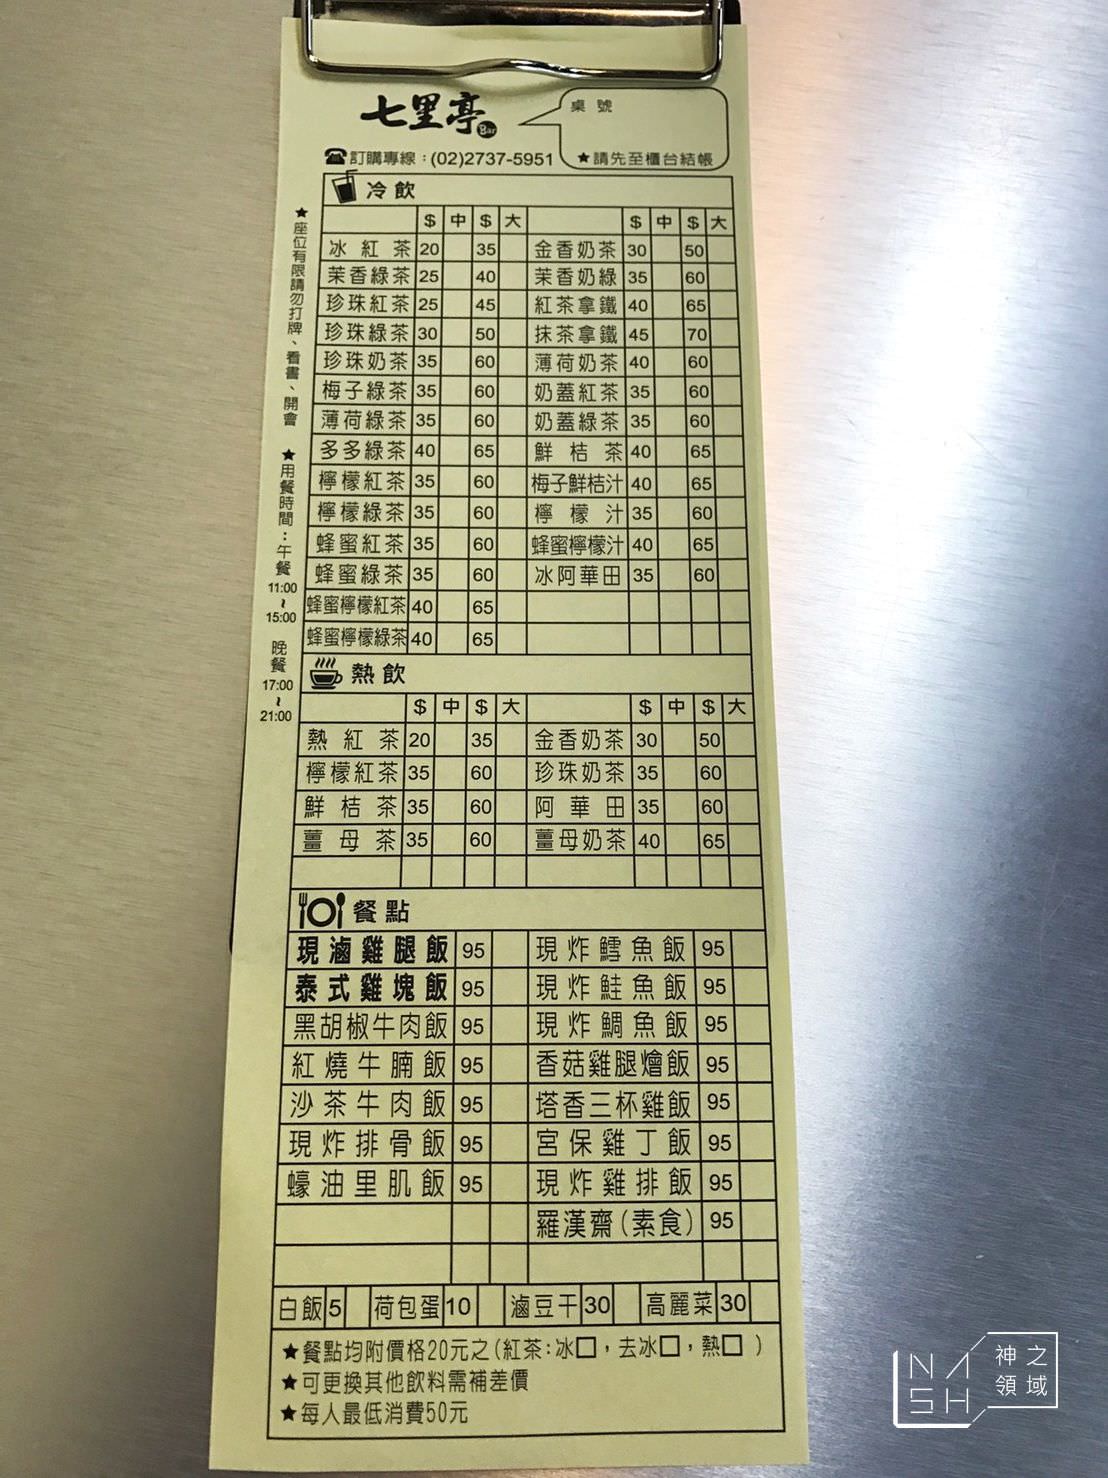 七里亭 Bar
桌號
☎訂購專線：(02)2737-5951
★請先至櫃台結帳
★座位有限請勿打牌、看書、開會 ★用餐時間：午餐 11:00~15:00 晚餐 17:00~21:00
冷飲
$ 中 $ 大 $ 中 $ 大
冰紅茶 20 35 金香奶茶 30 50
茉香綠茶 25 40 茉香奶綠 35 60
珍珠紅茶 25 45 紅茶拿鐵 40 65
珍珠綠茶 30 50 抹茶拿鐵 45 70
珍珠奶茶 35 60 薄荷奶茶 40 60
梅子綠茶 35 60 奶蓋紅茶 35 60
薄荷綠茶 35 60 奶蓋綠茶 35 60
多多綠茶 40 65 鮮桔茶 40 65
檸檬紅茶 35 60 梅子鮮桔汁 40 65
檸檬綠茶 35 60 檸檬汁 35 60
蜂蜜紅茶 35 60 蜂蜜檸檬汁 40 65
蜂蜜綠茶 35 60 冰阿華田 35 60
蜂蜜檸檬紅茶 40 65
蜂蜜檸檬綠茶 40 65
熱飲
$ 中 $ 大 $ 中 $ 大
熱紅茶 20 35 金香奶茶 30 50
檸檬紅茶 35 60 珍珠奶茶 35 60
鮮桔茶 35 60 阿華田 35 60
薑母茶 35 60 薑母奶茶 40 65
餐點
現滷雞腿飯 95 現炸鱈魚飯 95
泰式雞塊飯 95 現炸鮭魚飯 95
黑胡椒牛肉飯 95 現炸鯛魚飯 95
紅燒牛腩飯 95 香菇雞腿燴飯 95
沙茶牛肉飯 95 塔香三杯雞飯 95
現炸排骨飯 95 宮保雞丁飯 95
蠔油里肌飯 95 現炸雞排飯 95
羅漢齋(素食) 95
白飯 5 荷包蛋 10 滷豆干 30 高麗菜 30
★餐點均附價格20元之(紅茶:冰□，去冰□，熱□ )
★可更換其他飲料需補差價
★每人最低消費50元
NASH 神之領域